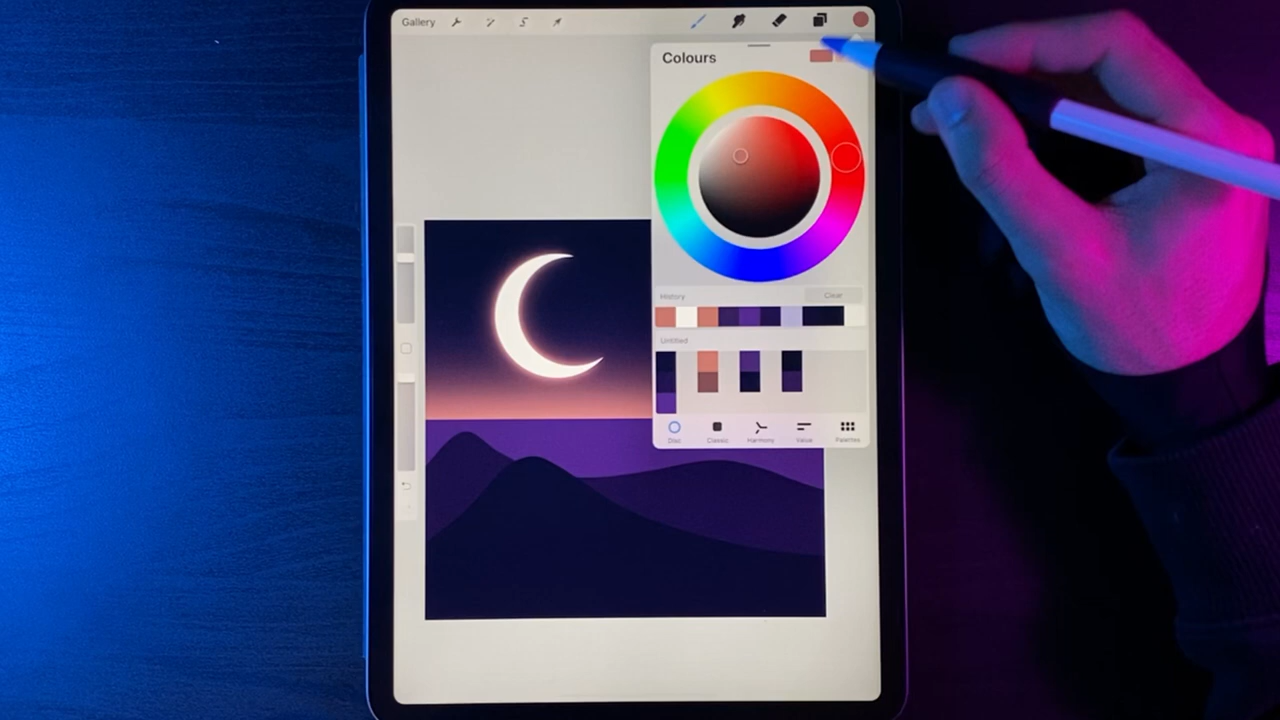 Gallery
Colours
History
Clear
Untitled
Disc
Classic
Harmony
Value
Palettes